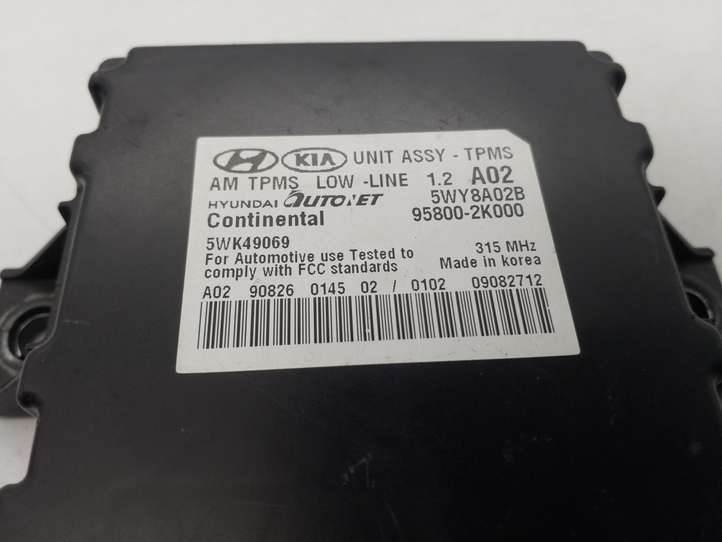 HYUNDAI KIA UNIT ASSY - TPMS
AM TPMS LOW -LINE 1.2 A02
HYUNDAI AUTONET 5WY8A02B
Continental 95800-2K000
5WK49069
For Automotive use Tested to 315 MHz
comply with FCC standards Made in korea
A02 90826 0145 02 / 0102 09082712